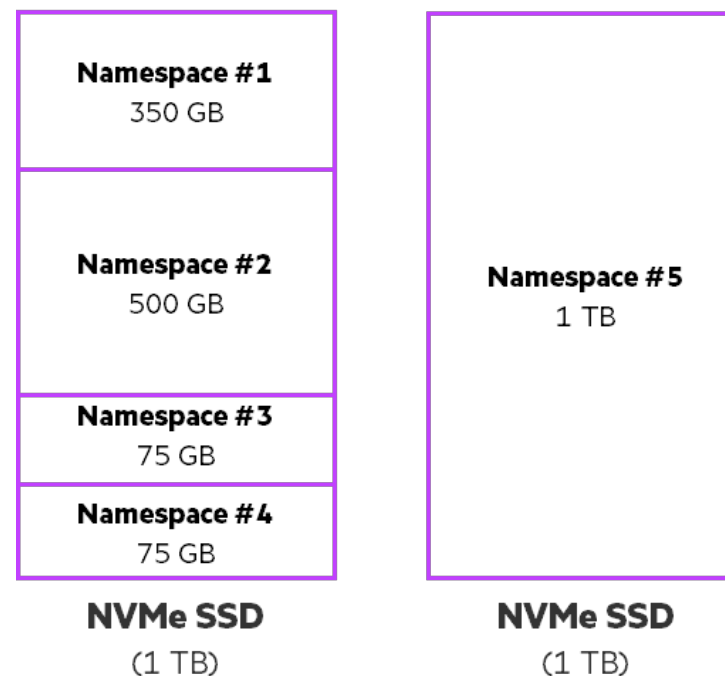 Namespace #1
350 GB
Namespace #2
500 GB
Namespace #3
75 GB
Namespace #4
75 GB
NVMe SSD
(1 TB)
Namespace #5
1 TB
NVMe SSD
(1 TB)